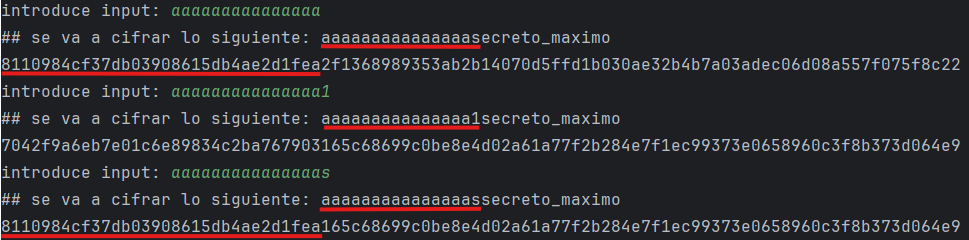 introduce input: aaaaaaaaaaaaaaa
## se va a cifrar lo siguiente: aaaaaaaaaaaaaaasecreto_maximo
8110984cf37db03908615db4ae2d1fea2f1368989353ab2b14070d5ffd1b030ae32b4b7a03adec06d08a557f075f8c22
introduce input: aaaaaaaaaaaaaaa1
## se va a cifrar lo siguiente: aaaaaaaaaaaaaaa1secreto_maximo
7042f9a6eb7e01c6e89834c2ba767903165c68699c0be8e4d02a61a77f2b284e7f1ec99373e0658960c3f8b373d064e9
introduce input: aaaaaaaaaaaaaaas
## se va a cifrar lo siguiente: aaaaaaaaaaaaaaassecreto_maximo
8110984cf37db03908615db4ae2d1fea165c68699c0be8e4d02a61a77f2b284e7f1ec99373e0658960c3f8b373d064e9